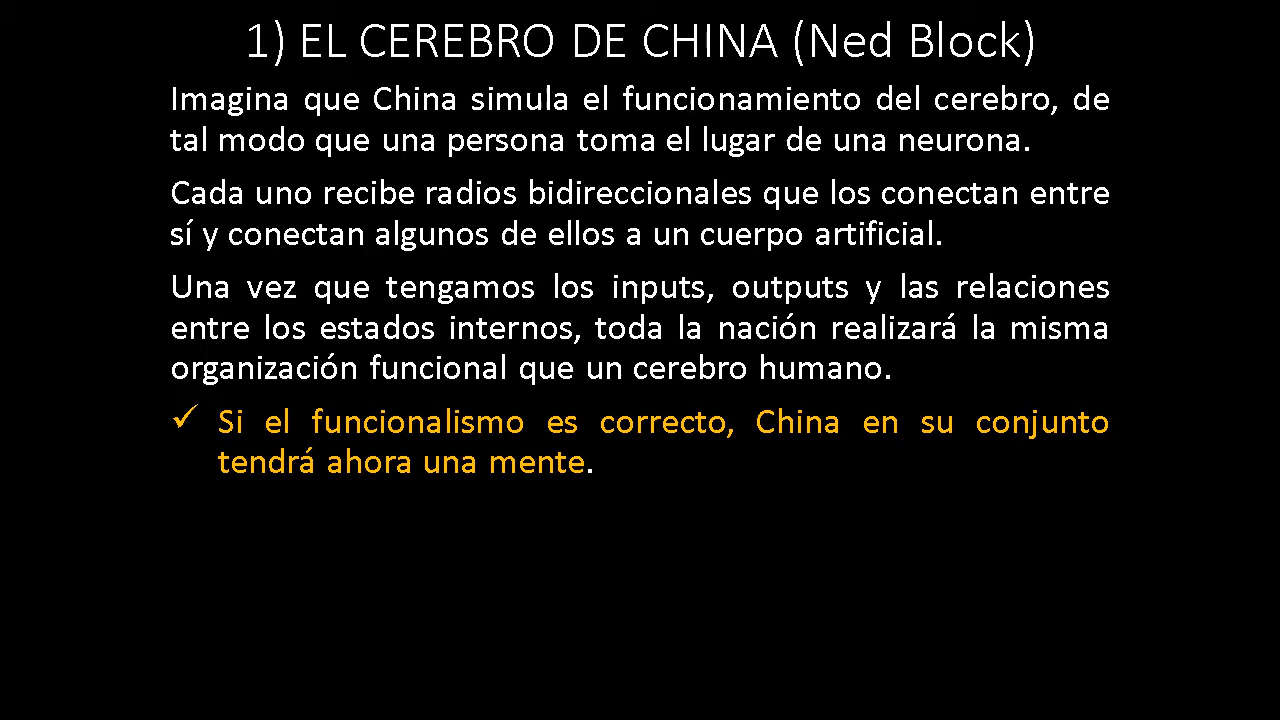 1) EL CEREBRO DE CHINA (Ned Block)
Imagina que China simula el funcionamiento del cerebro, de
tal modo que una persona toma el lugar de una neurona.
Cada uno recibe radios bidireccionales que los conectan entre
sí y conectan algunos de ellos a un cuerpo artificial.
Una vez que tengamos los inputs, outputs y las relaciones
entre los estados internos, toda la nación realizará la misma
organización funcional que un cerebro humano.
✓ Si el funcionalismo es correcto, China en su conjunto
tendrá ahora una mente.